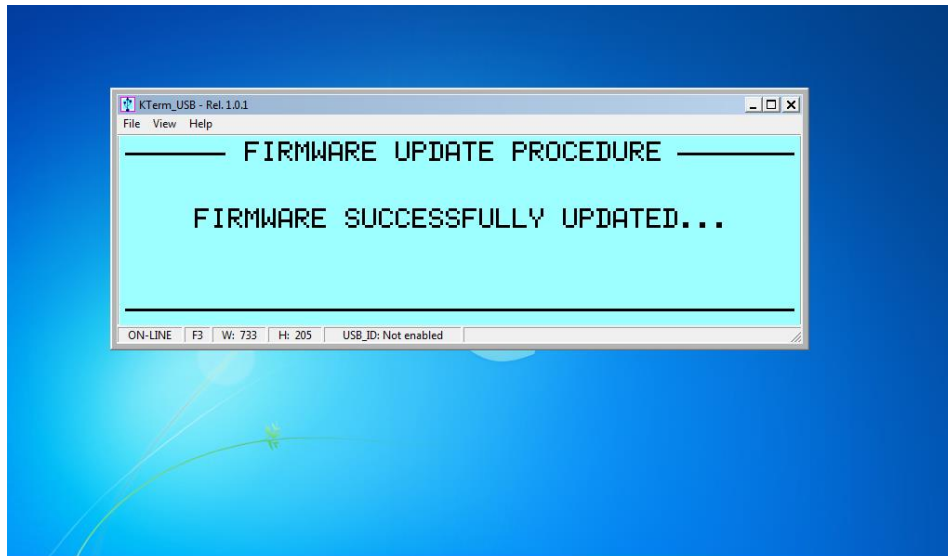 KTerm_USB - Rel. 1.0.1
File View Help
FIRMWARE UPDATE PROCEDURE
FIRMWARE SUCCESSFULLY UPDATED...
ON-LINE F3 W: 733 H: 205 USB_ID: Not enabled